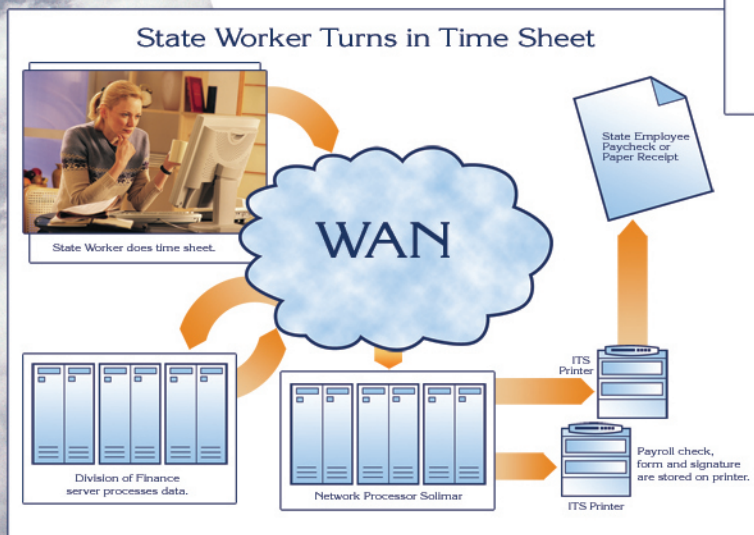 State Worker Turns in Time Sheet
State Worker does time sheet.
WAN
State Employee
Paycheck or
Paper Receipt
Division of Finance
server processes data.
Network Processor Solimar
ITS
Printer
Payroll check,
form and signature
are stored on printer.
ITS Printer